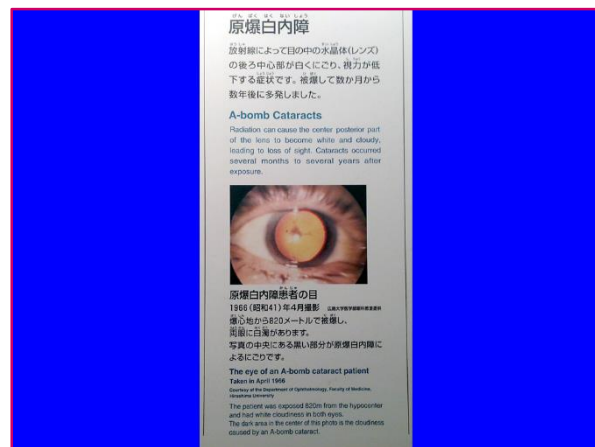 原爆白内障
放射線によって目の中の水晶体(レンズ)
の後ろ中心部が白くにごり、視力が低
下する症状です。被爆して数か月から
数年後に多発しました。
A-bomb Cataracts
Radiation can cause the center posterior part
of the lens to become white and cloudy,
leading to loss of sight. Cataracts occurred
several months to several years after
exposure.
原爆白内障患者の目
1966(昭和41)年4月撮影
爆心地から820メートルで被爆し、
両眼に白濁があります。
写真の中央にある黒い部分が原爆白内障に
よるにごりです。
The eye of an A-bomb cataract patient
Taken in April 1966
Courtesy of the Department of Ophthalmology, Faculty of Medicine,
Hiroshima University
The patient was exposed 820m from the hypocenter
and had white cloudiness in both eyes.
The dark area in the center of this photo is the cloudiness
caused by an A-bomb cataract.